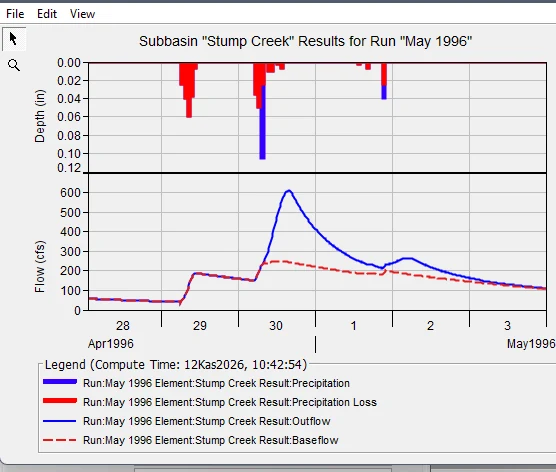 File Edit View
Subbasin "Stump Creek" Results for Run "May 1996"
0.00
0.02
0.04
0.06
0.08
0.10
0.12
Depth (in)
600
500
400
300
200
100
0
Flow (cfs)
28 29 30 1 2 3
Apr1996 May1996
Legend (Compute Time: 12Kas2026, 10:42:54)
Run:May 1996 Element:Stump Creek Result:Precipitation
Run:May 1996 Element:Stump Creek Result:Precipitation Loss
Run:May 1996 Element:Stump Creek Result:Outflow
Run:May 1996 Element:Stump Creek Result:Baseflow